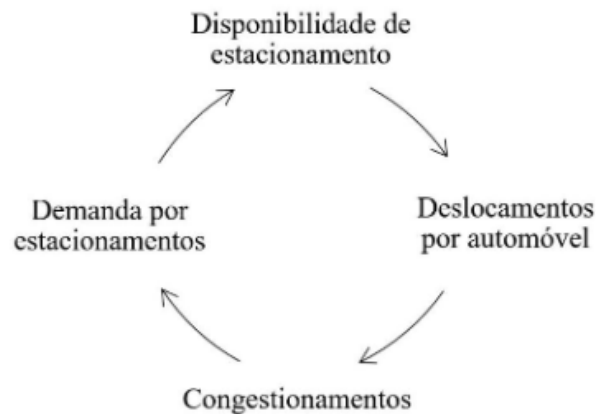 Disponibilidade de
estacionamento
Deslocamentos
por automóvel
Congestionamentos
Demanda por
estacionamentos